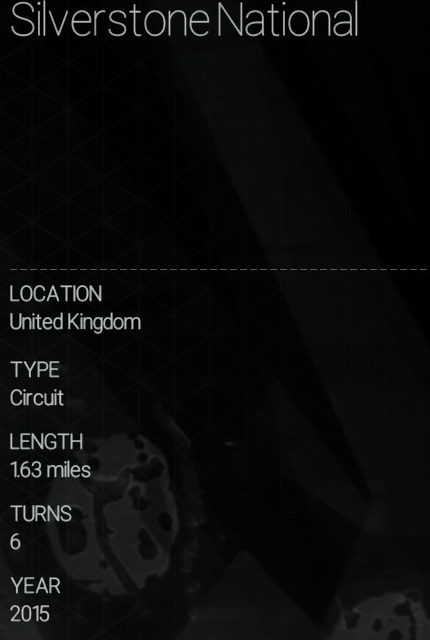 Silverstone National
LOCATION
United Kingdom
TYPE
Circuit
LENGTH
1.63 miles
TURNS
6
YEAR
2015